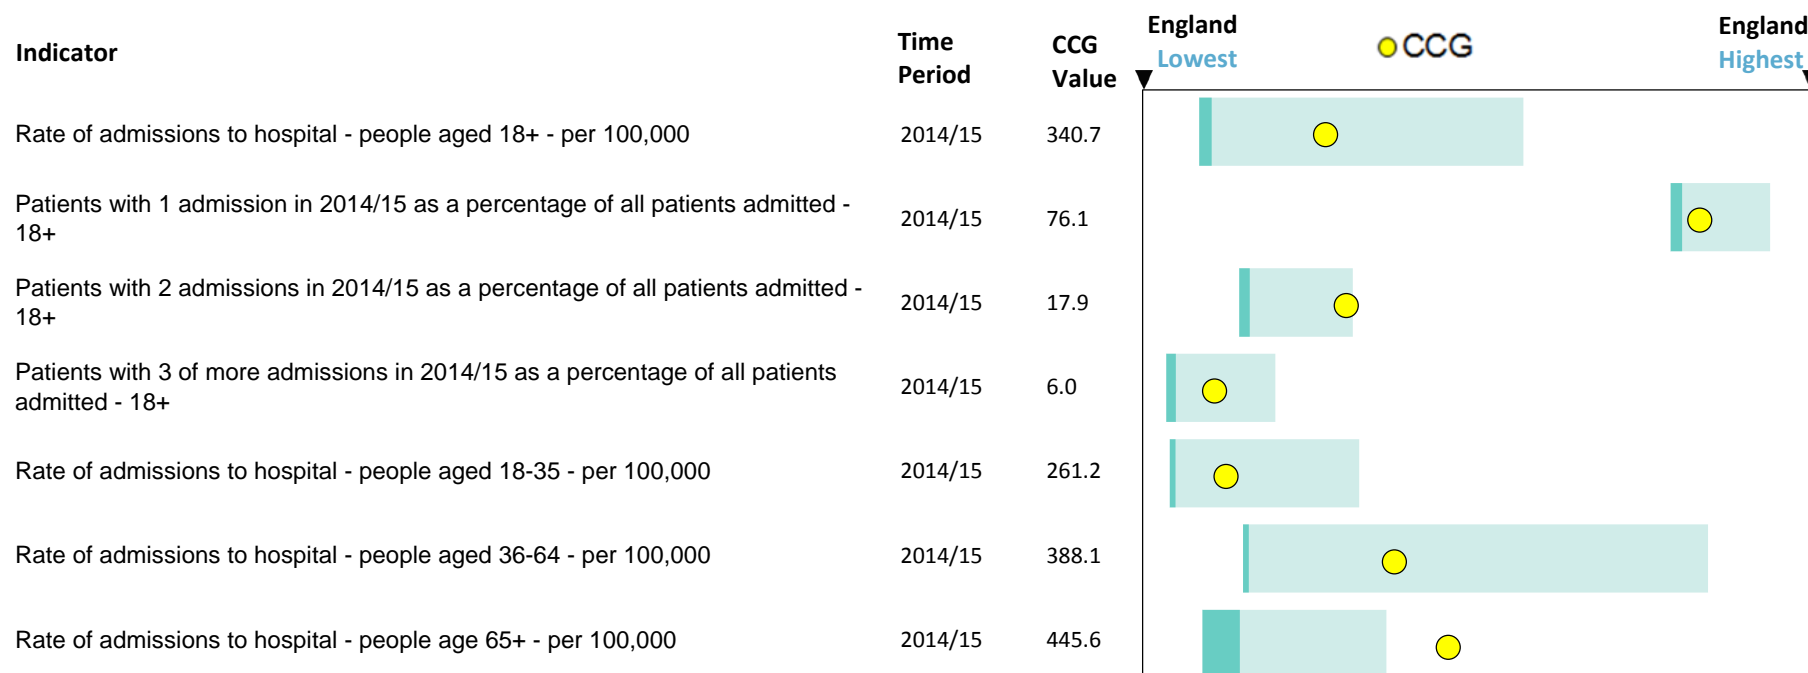 Indicator
Time Period
CCG Value
England Lowest
CCG
England Highest
Rate of admissions to hospital - people aged 18+ - per 100,000 2014/15 340.7
Patients with 1 admission in 2014/15 as a percentage of all patients admitted -
18+ 2014/15 76.1
Patients with 2 admissions in 2014/15 as a percentage of all patients admitted -
18+ 2014/15 17.9
Patients with 3 of more admissions in 2014/15 as a percentage of all patients
admitted - 18+ 2014/15 6.0
Rate of admissions to hospital - people aged 18-35 - per 100,000 2014/15 261.2
Rate of admissions to hospital - people aged 36-64 - per 100,000 2014/15 388.1
Rate of admissions to hospital - people age 65+ - per 100,000 2014/15 445.6